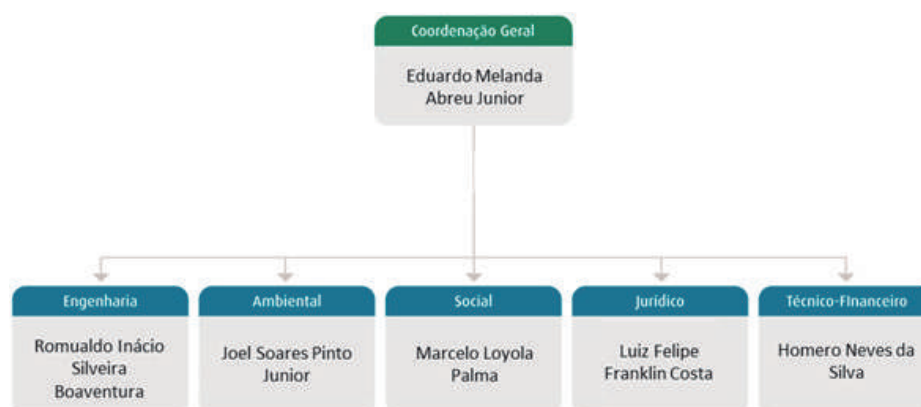 Coordenação Geral
Eduardo Melanda
Abreu Junior
Engenharia
Romualdo Inácio
Silveira
Boaventura
Ambiental
Joel Soares Pinto
Junior
Social
Marcelo Loyola
Palma
Jurídico
Luiz Felipe
Franklin Costa
Técnico-FInanceiro
Homero Neves da
Silva